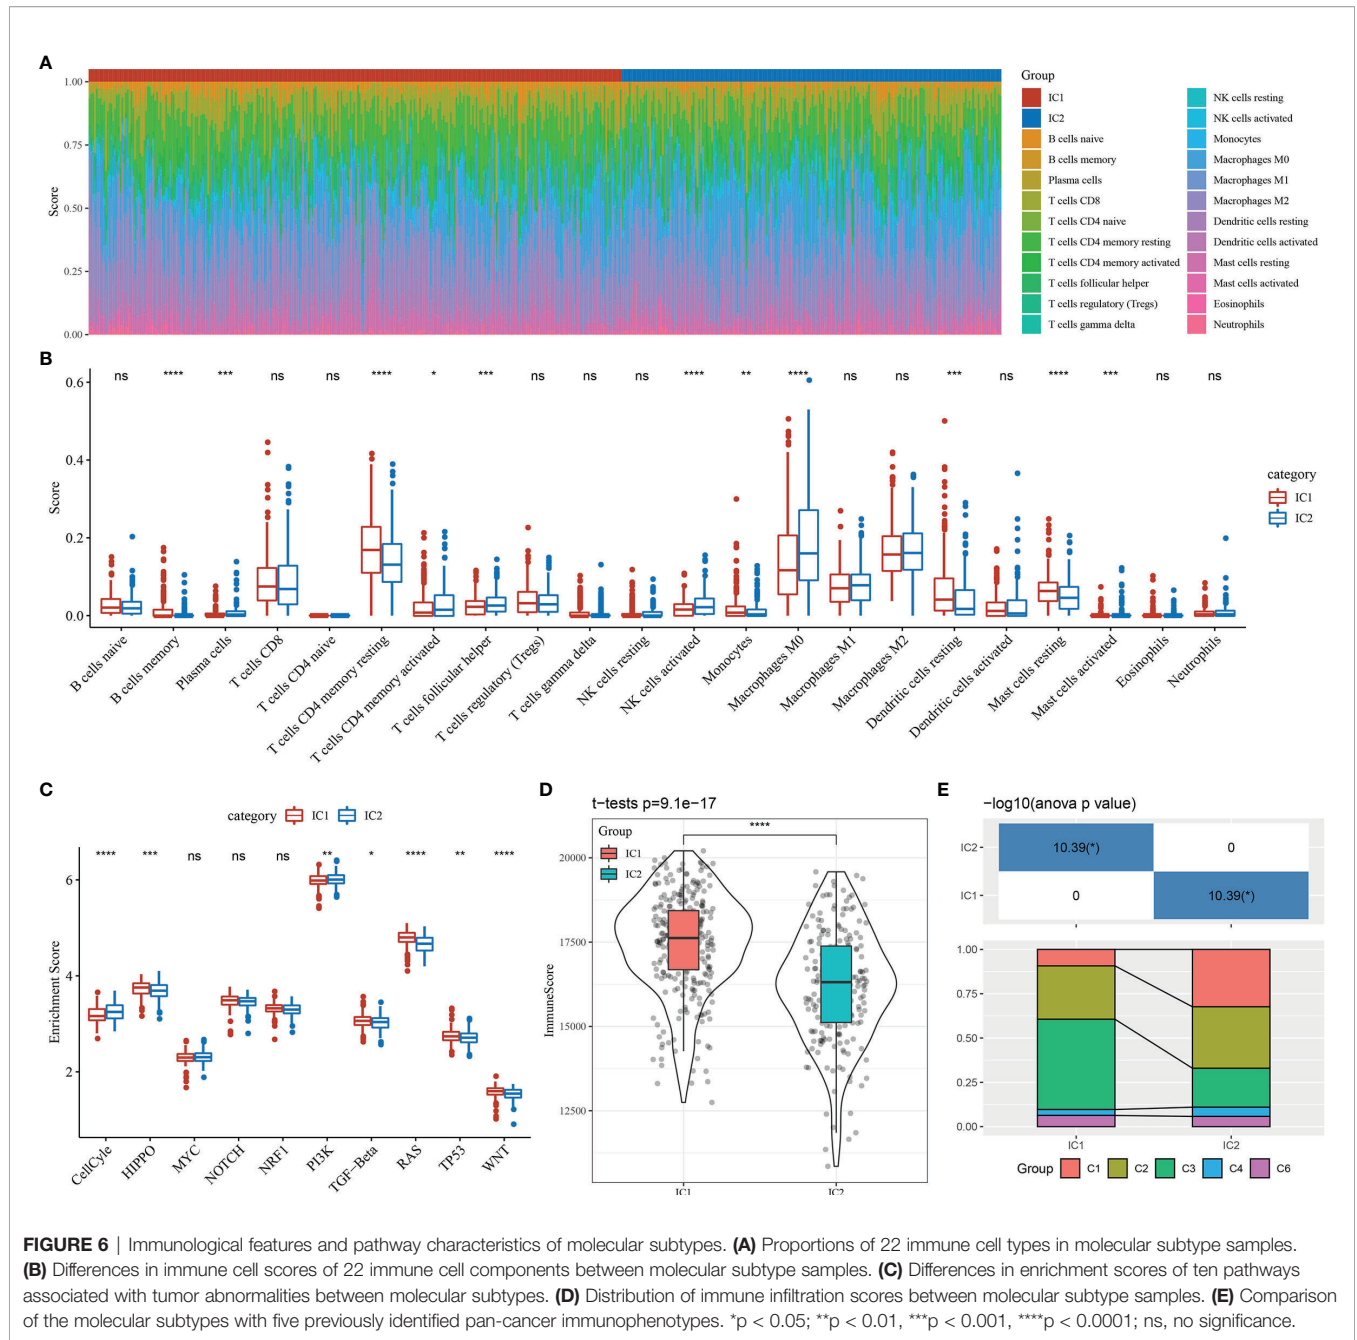 A
1.00
0.75
0.50
0.25
0.00
Score
Group
IC1
IC2
B cells naive
B cells memory
Plasma cells
T cells CD8
T cells CD4 naive
T cells CD4 memory resting
T cells CD4 memory activated
T cells follicular helper
T cells regulatory (Tregs)
T cells gamma delta
NK cells resting
NK cells activated
Monocytes
Macrophages M0
Macrophages M1
Macrophages M2
Dendritic cells resting
Dendritic cells activated
Mast cells resting
Mast cells activated
Eosinophils
Neutrophils
B
ns **** *** ns ns **** * *** ns ns ns **** ** **** ns ns *** ns **** *** ns ns
0.6
0.4
0.2
0.0
Score
category
IC1
IC2
B cells naive
B cells memory
Plasma cells
T cells CD8
T cells CD4 naive
T cells CD4 memory resting
T cells CD4 memory activated
T cells follicular helper
T cells regulatory (Tregs)
T cells gamma delta
NK cells resting
NK cells activated
Monocytes
Macrophages M0
Macrophages M1
Macrophages M2
Dendritic cells resting
Dendritic cells activated
Mast cells resting
Mast cells activated
Eosinophils
Neutrophils
C
category IC1 IC2
**** *** ns ns ns ** * **** ** ****
6
4
2
Enrichment Score
CellCyle
HIPPO
MYC
NOTCH
NRF1
PI3K
TGF-Beta
RAS
TP53
WNT
D
t-tests p=9.1e-17
Group
IC1
IC2
****
20000
17500
15000
12500
ImmuneScore
IC1 IC2
E
-log10(anova p value)
IC2 10.39(*) 0
IC1 0 10.39(*)
1.00
0.75
0.50
0.25
0.00
IC1 IC2
Group C1 C2 C3 C4 C6
FIGURE 6 | Immunological features and pathway characteristics of molecular subtypes. (A) Proportions of 22 immune cell types in molecular subtype samples.
(B) Differences in immune cell scores of 22 immune cell components between molecular subtype samples. (C) Differences in enrichment scores of ten pathways
associated with tumor abnormalities between molecular subtypes. (D) Distribution of immune infiltration scores between molecular subtype samples. (E) Comparison
of the molecular subtypes with five previously identified pan-cancer immunophenotypes. *p < 0.05; **p < 0.01, ***p < 0.001, ****p < 0.0001; ns, no significance.